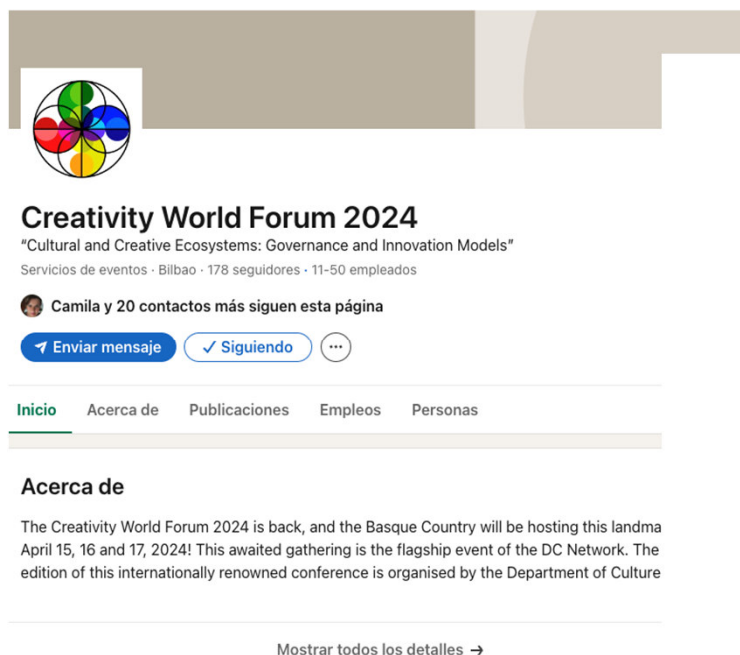 Creativity World Forum 2024
“Cultural and Creative Ecosystems: Governance and Innovation Models”
Servicios de eventos · Bilbao · 178 seguidores · 11-50 empleados
Camila y 20 contactos más siguen esta página
Enviar mensaje ✓ Siguiendo ···
Inicio Acerca de Publicaciones Empleos Personas
Acerca de
The Creativity World Forum 2024 is back, and the Basque Country will be hosting this landma
April 15, 16 and 17, 2024! This awaited gathering is the flagship event of the DC Network. The
edition of this internationally renowned conference is organised by the Department of Culture
Mostrar todos los detalles →